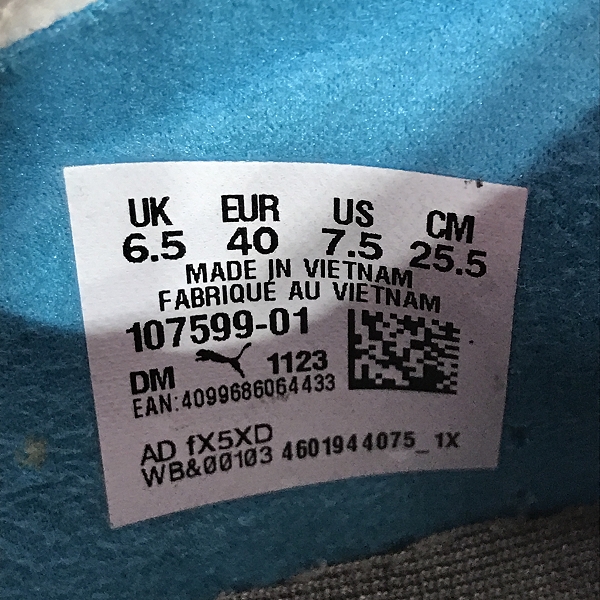 UK EUR US CM
6.5 40 7.5 25.5
MADE IN VIETNAM
FABRIQUÉ AU VIETNAM
107599-01
DM 1123
EAN:4099686064433
AD fX5XD
WB&00103 4601944075_1X